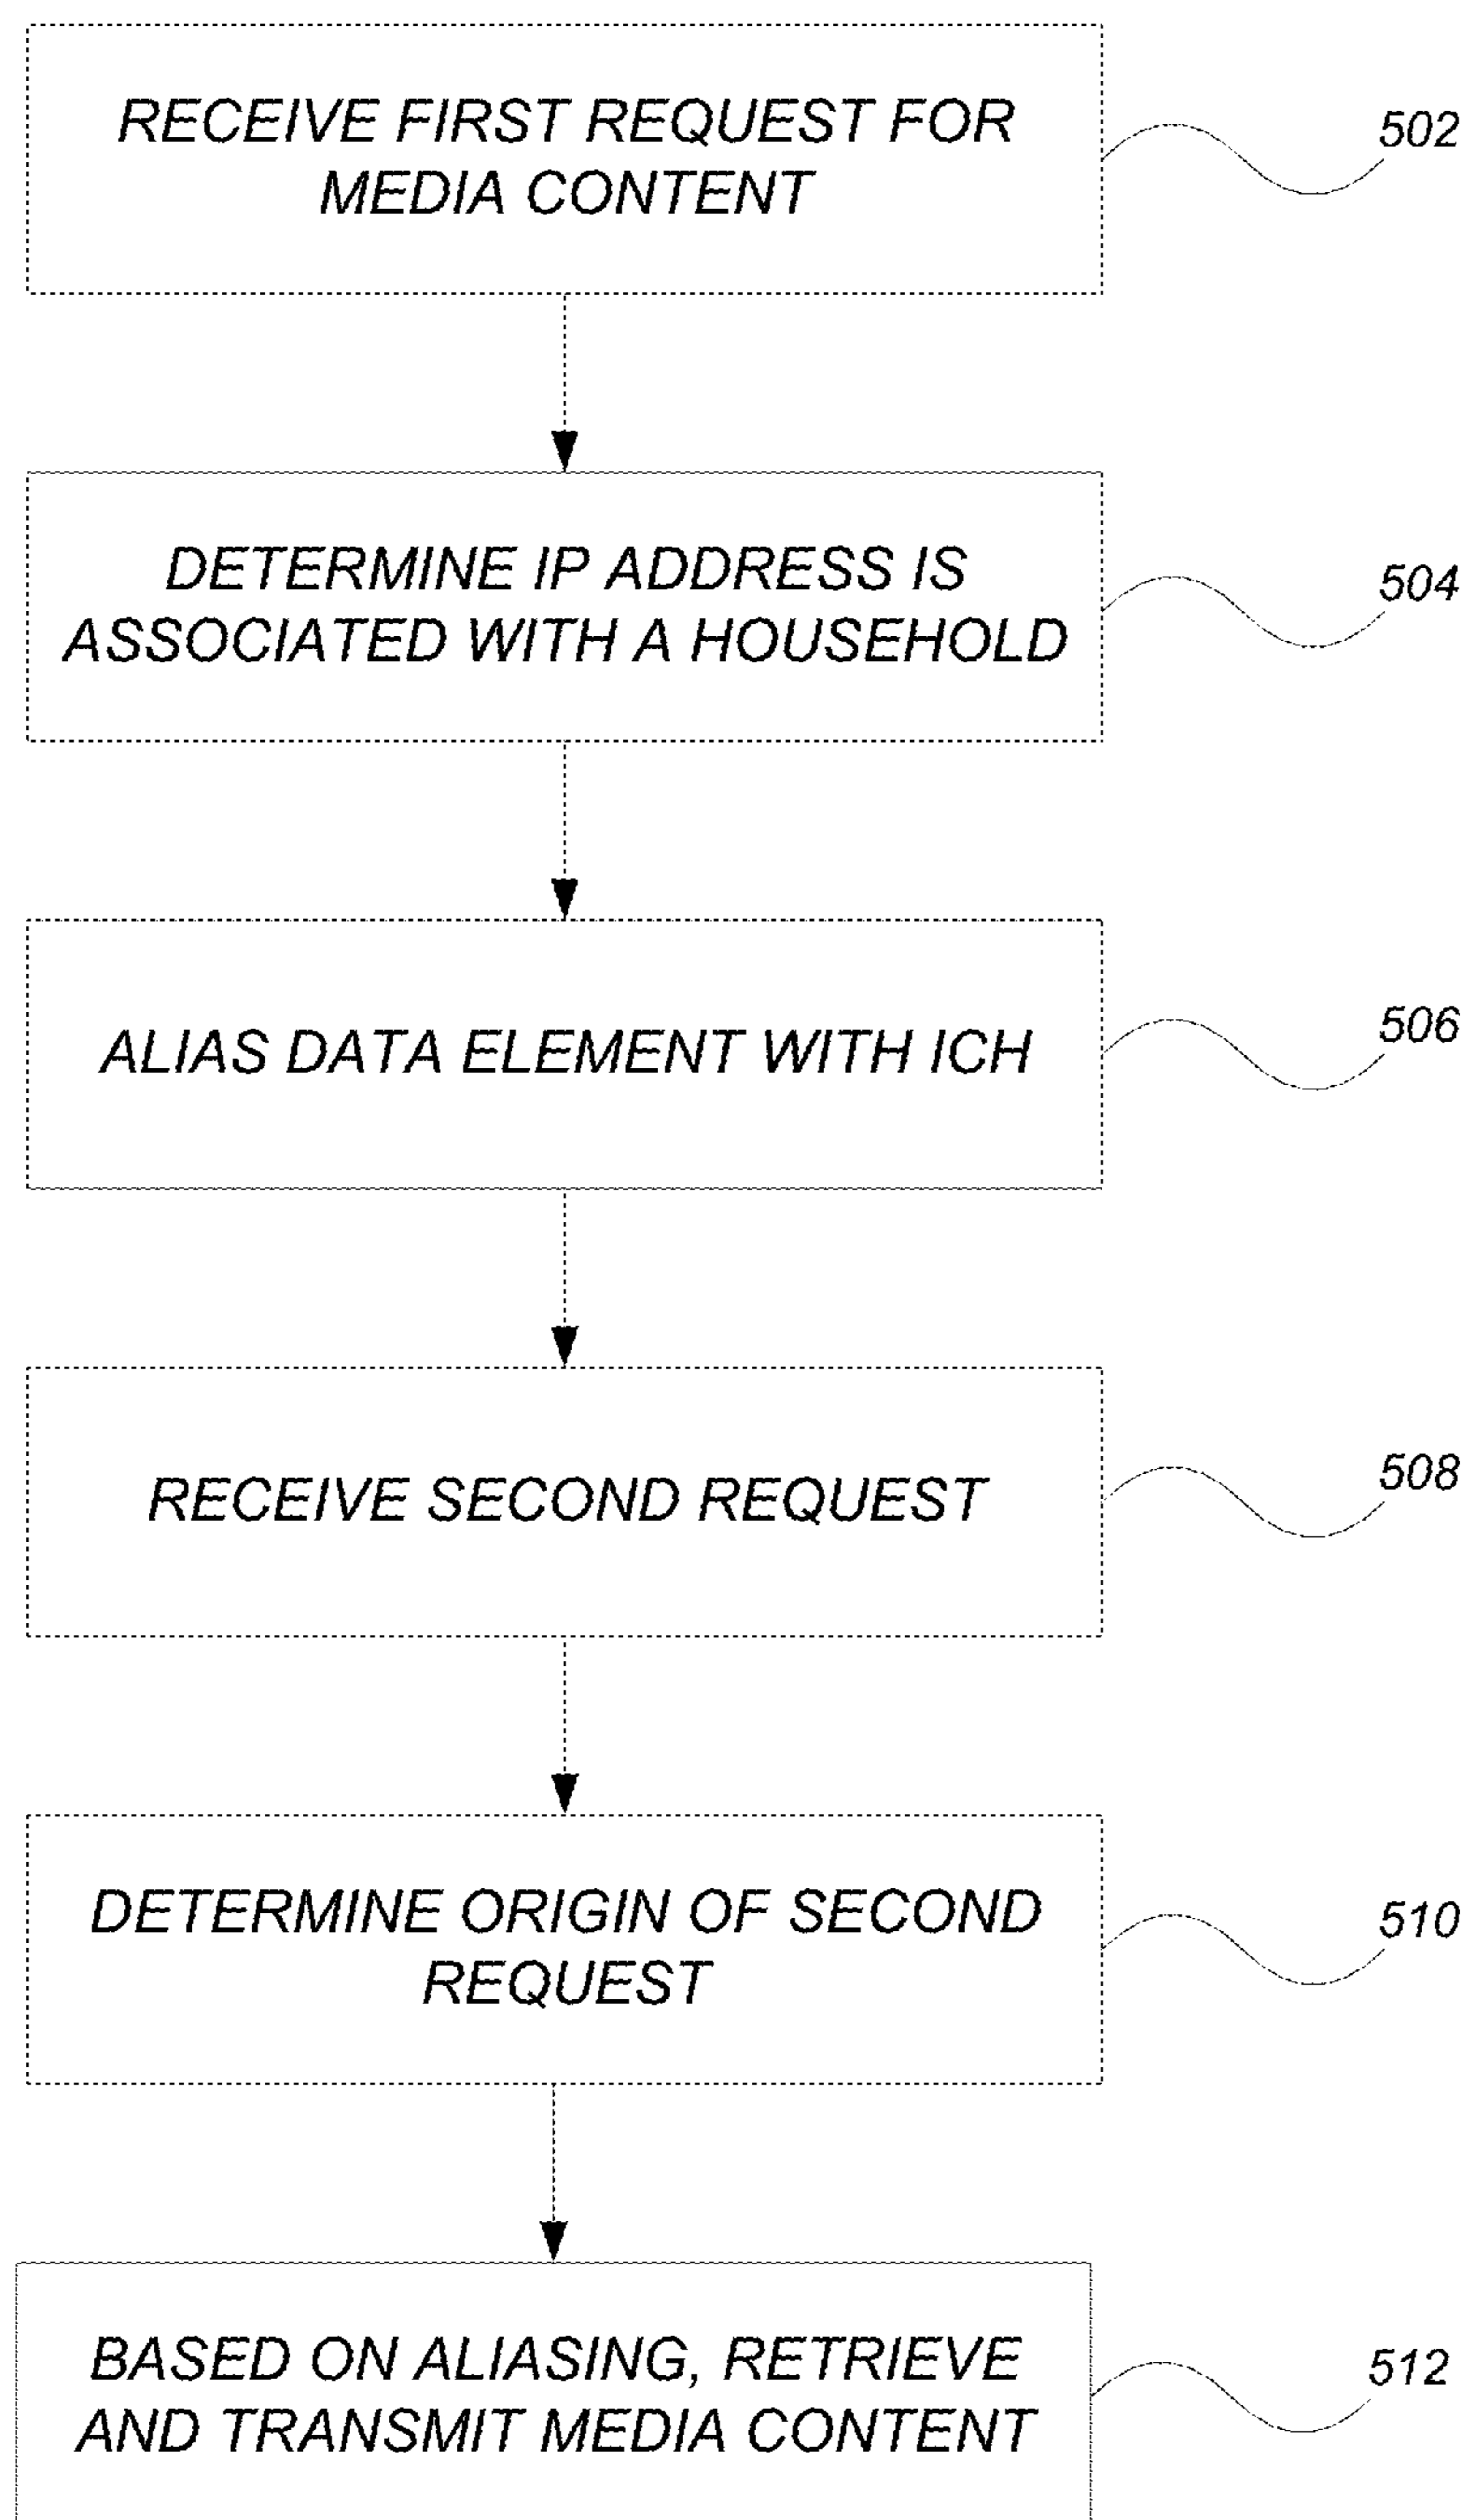 RECEIVE FIRST REQUEST FOR
MEDIA CONTENT
502
DETERMINE IP ADDRESS IS
ASSOCIATED WITH A HOUSEHOLD
504
ALIAS DATA ELEMENT WITH ICH
506
RECEIVE SECOND REQUEST
508
DETERMINE ORIGIN OF SECOND
REQUEST
510
BASED ON ALIASING, RETRIEVE
AND TRANSMIT MEDIA CONTENT
512